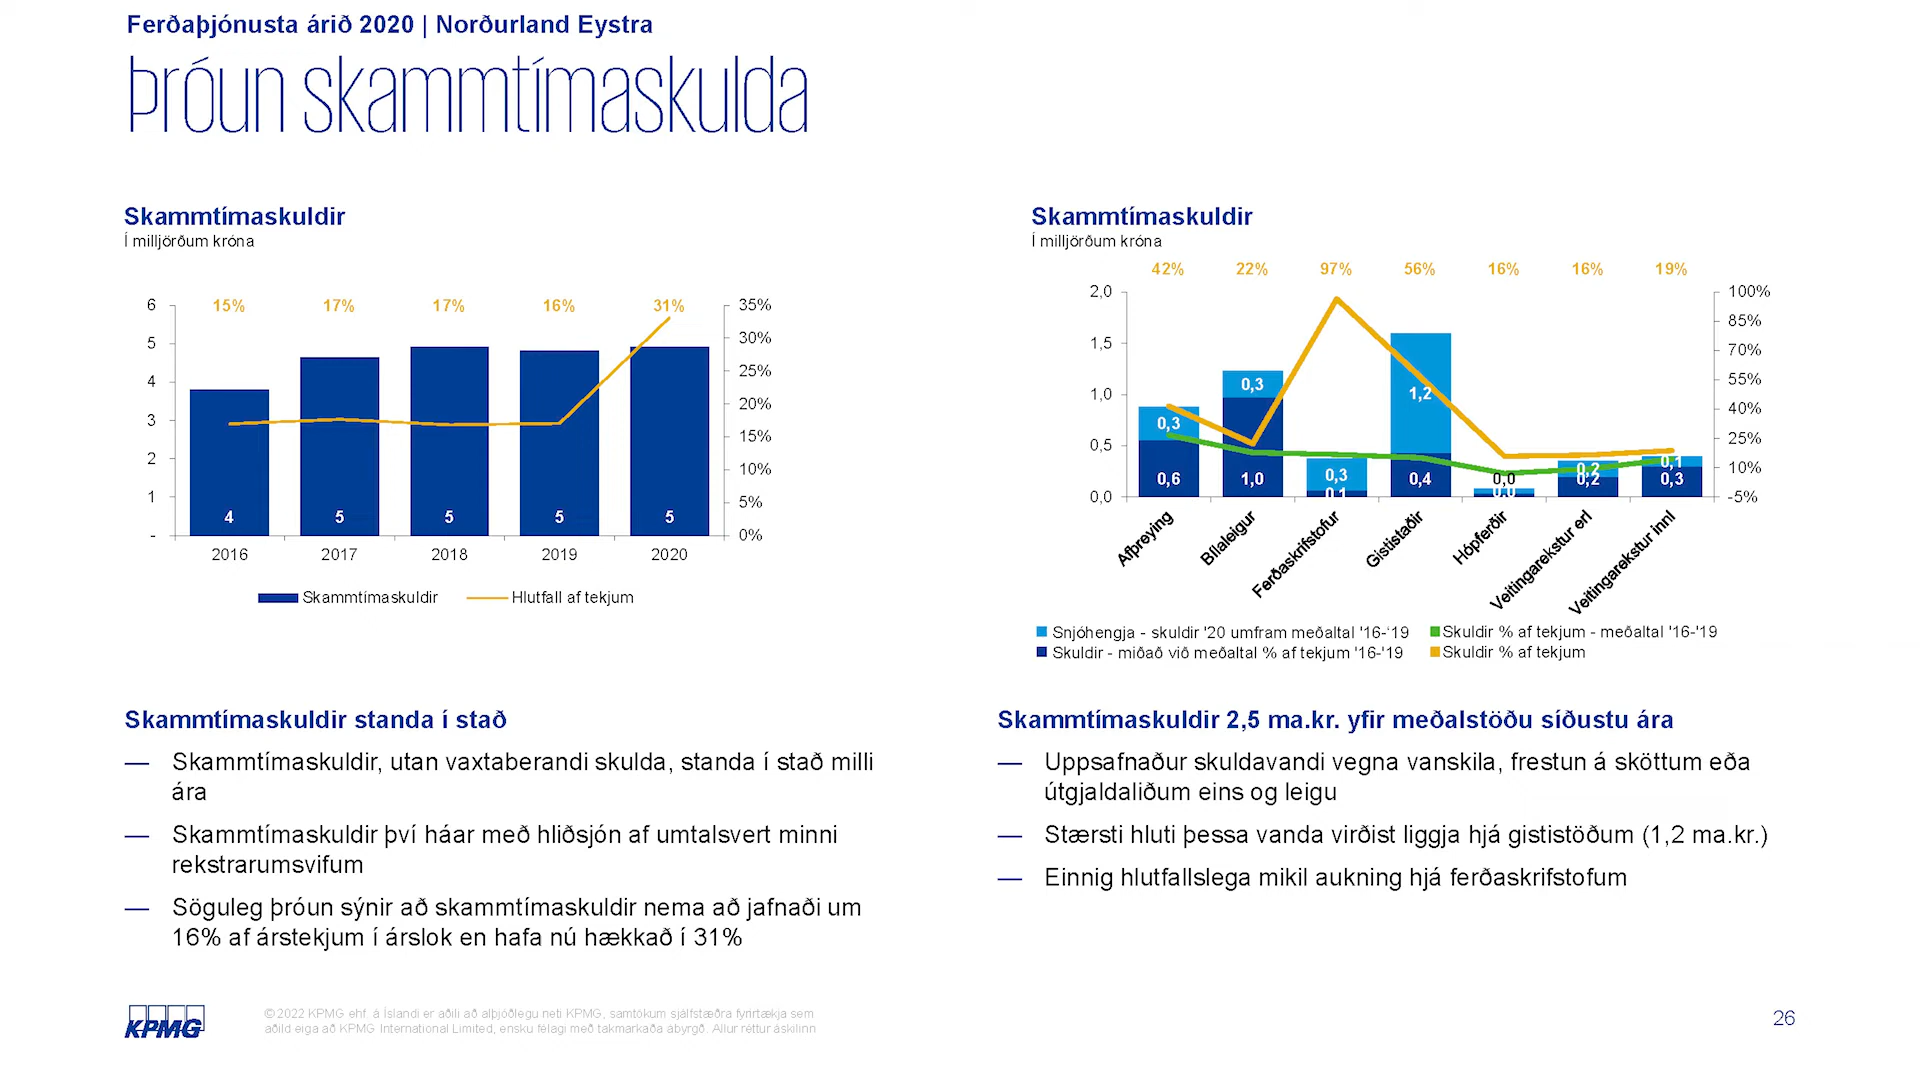 Ferðaþjónusta árið 2020 | Norðurland Eystra
Þróun skammtímaskulda
Skammtímaskuldir
Í milljörðum króna
15% 17% 17% 16% 31%
6
5
4
3
2
1
-
35%
30%
25%
20%
15%
10%
5%
0%
4 5 5 5 5
2016 2017 2018 2019 2020
Skammtímaskuldir Hlutfall af tekjum
Skammtímaskuldir
Í milljörðum króna
42% 22% 97% 56% 16% 16% 19%
2,0
1,5
1,0
0,5
0,0
100%
85%
70%
55%
40%
25%
10%
-5%
0,3 0,3 0,3 1,2 0,0 0,2 0,1
0,6 1,0 0,1 0,4 0,0 0,2 0,3
Afþreying
Bílaleigur
Ferðaskrifstofur
Gististaðir
Hópferðir
Veitingarekstur erl
Veitingarekstur innl
Snjóhengja - skuldir '20 umfram meðaltal '16-'19
Skuldir % af tekjum - meðaltal '16-'19
Skuldir - miðað við meðaltal % af tekjum '16-'19
Skuldir % af tekjum
Skammtímaskuldir standa í stað
— Skammtímaskuldir, utan vaxtaberandi skulda, standa í stað milli
ára
— Skammtímaskuldir því háar með hliðsjón af umtalsvert minni
rekstrarumsvifum
— Söguleg þróun sýnir að skammtímaskuldir nema að jafnaði um
16% af árstekjum í árslok en hafa nú hækkað í 31%
Skammtímaskuldir 2,5 ma.kr. yfir meðalstöðu síðustu ára
— Uppsafnaður skuldavandi vegna vanskila, frestun á sköttum eða
útgjaldaliðum eins og leigu
— Stærsti hluti þessa vanda virðist liggja hjá gististöðum (1,2 ma.kr.)
— Einnig hlutfallslega mikil aukning hjá ferðaskrifstofum
KPMG
© 2022 KPMG ehf. á Íslandi er aðili að alþjóðlegu neti KPMG, samtökum sjálfstæðra fyrirtækja sem
aðild eiga að KPMG International Limited, ensku félagi með takmarkaða ábyrgð. Allur réttur áskilinn
26